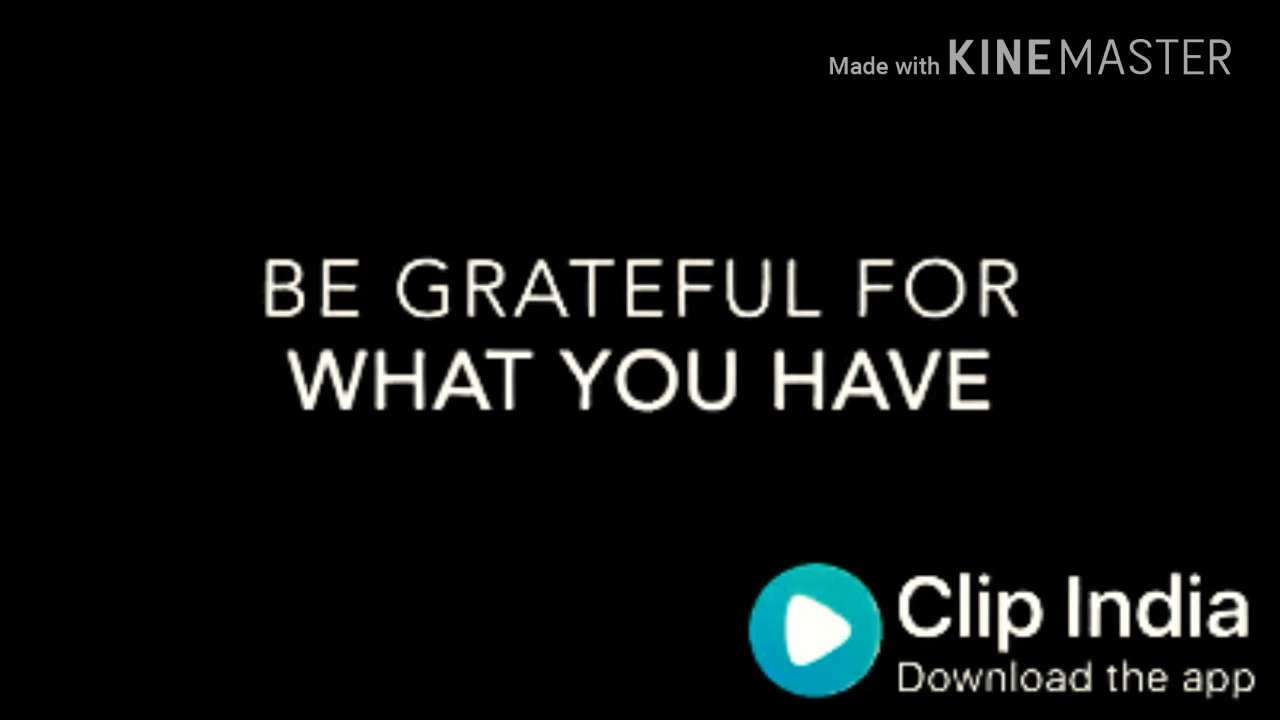 Made with KINEMASTER
BE GRATEFUL FOR
WHAT YOU HAVE
Clip India
Download the app